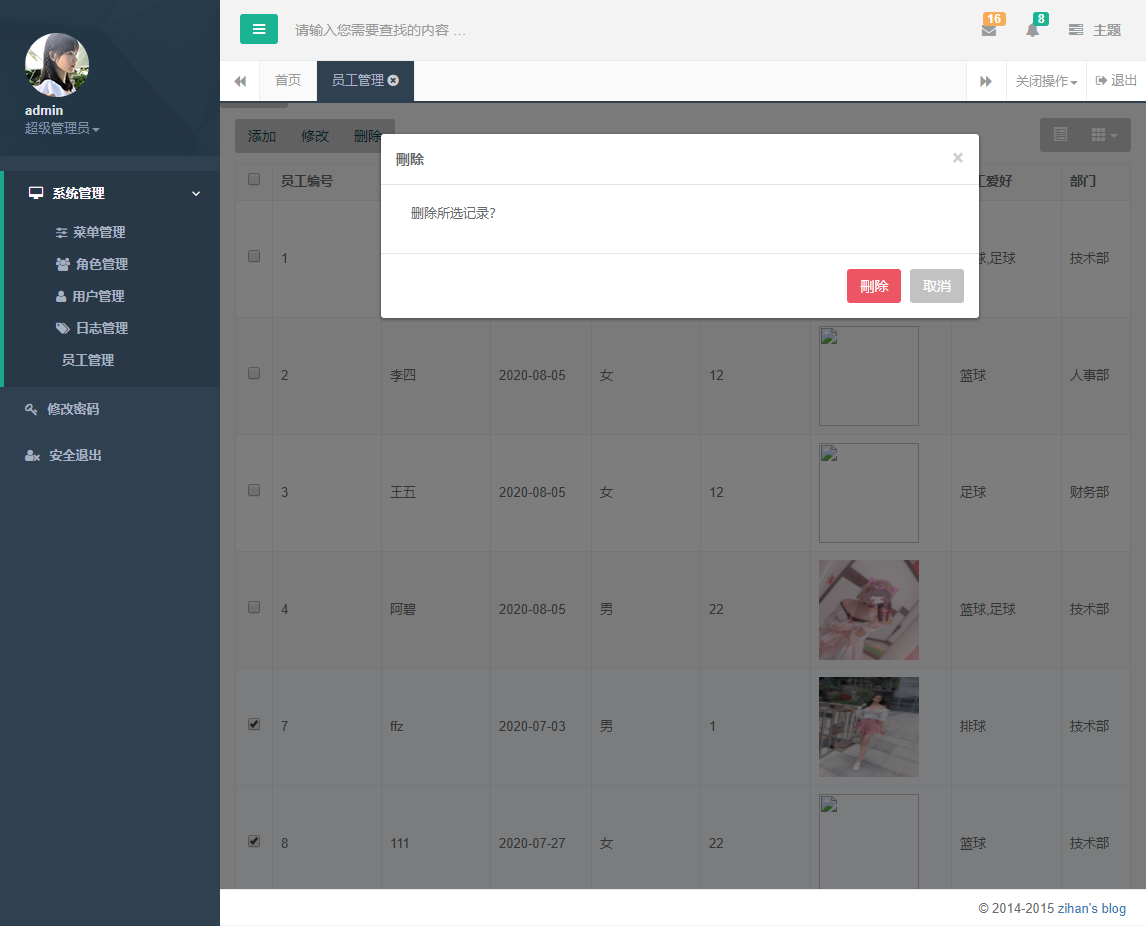 请输入您需要查找的内容 …
16
8
主题
admin
超级管理员
首页
员工管理
关闭操作
退出
系统管理
菜单管理
角色管理
用户管理
日志管理
员工管理
修改密码
安全退出
添加 修改 删除
刪除
×
删除所选记录?
刪除 取消
员工编号 工爱好 部门
1 球,足球 技术部
2 李四 2020-08-05 女 12 篮球 人事部
3 王五 2020-08-05 女 12 足球 财务部
4 阿碧 2020-08-05 男 22 篮球,足球 技术部
7 ffz 2020-07-03 男 1 排球 技术部
8 111 2020-07-27 女 22 篮球 技术部
© 2014-2015 zihan's blog